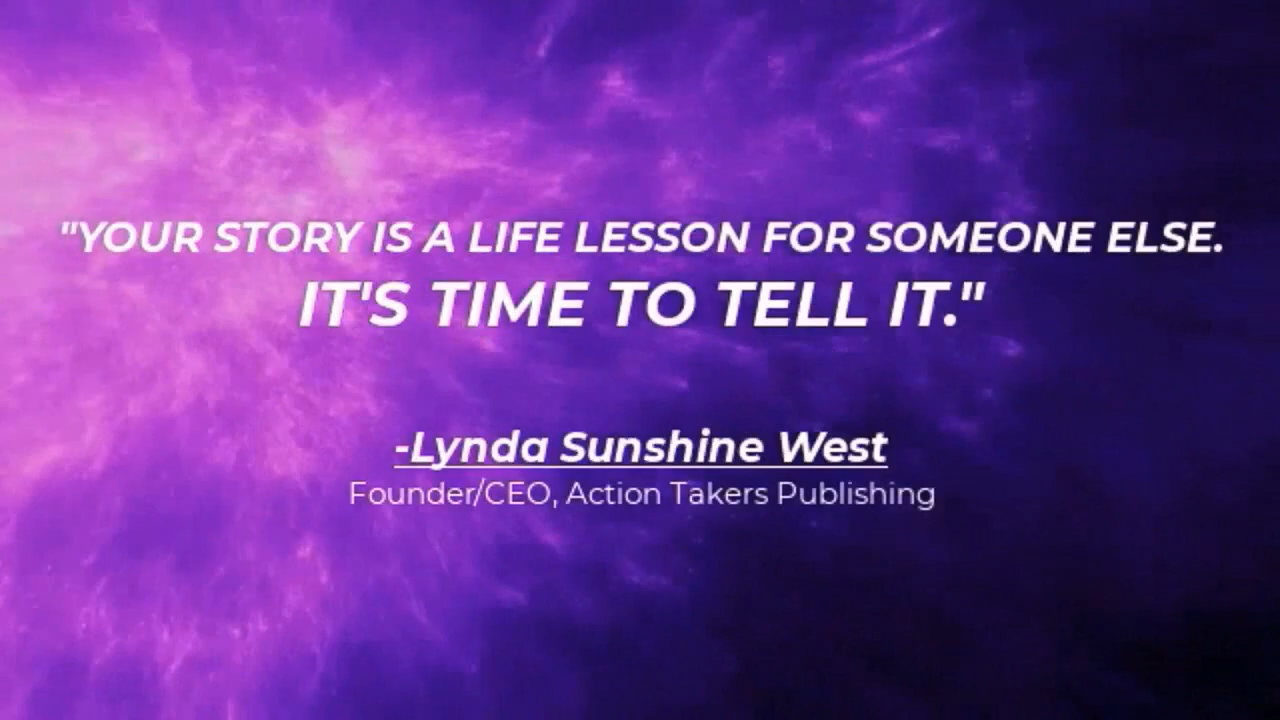 "YOUR STORY IS A LIFE LESSON FOR SOMEONE ELSE.
IT'S TIME TO TELL IT."
-Lynda Sunshine West
Founder/CEO, Action Takers Publishing